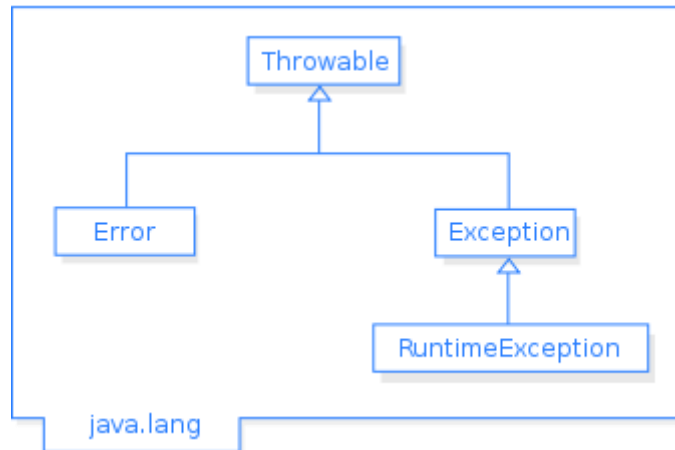 Throwable
Error
Exception
RuntimeException
java.lang